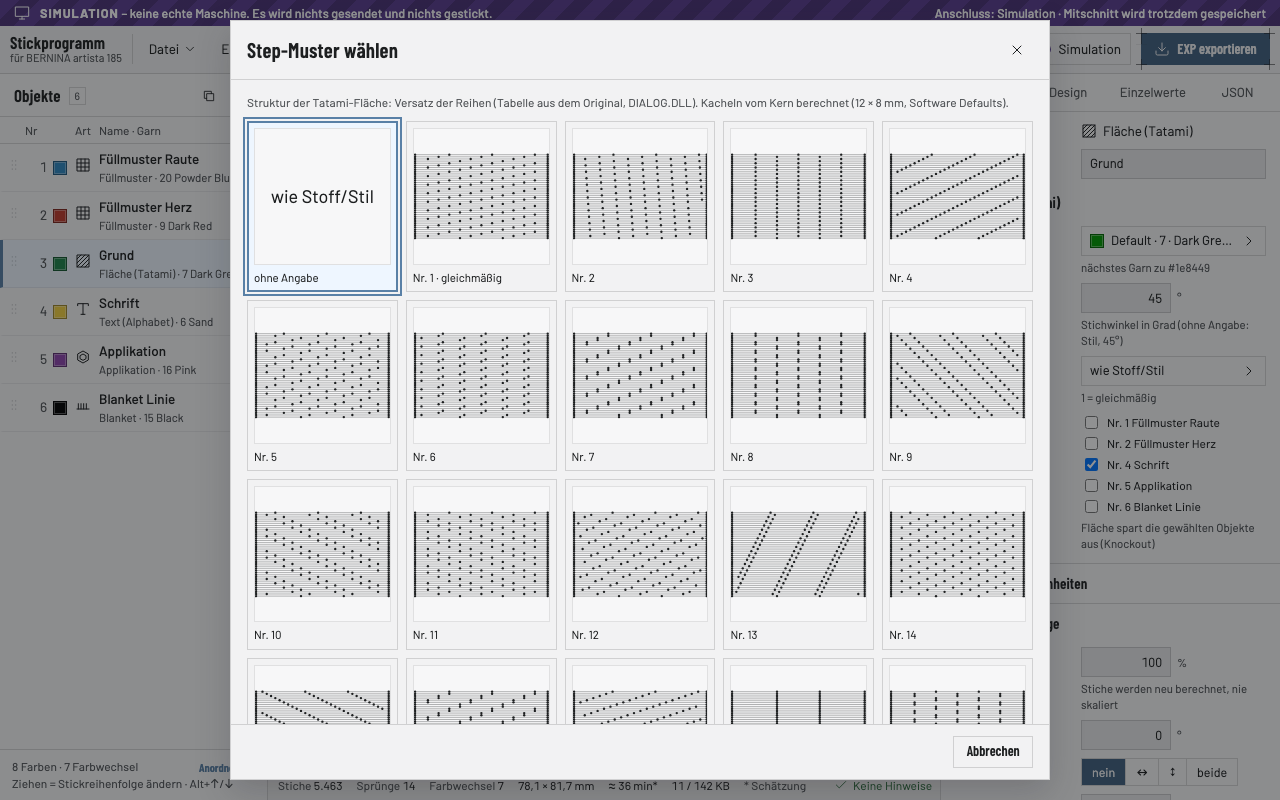 SIMULATION – keine echte Maschine. Es wird nichts gesendet und nichts gestickt.
Anschluss: Simulation · Mitschnitt wird trotzdem gespeichert
Stickprogramm
für BERNINA artista 185
Datei
Simulation
EXP exportieren
Objekte 6
Design
Einzelwerte
JSON
Nr Art Name · Garn
1 Füllmuster Raute
Füllmuster · 20 Powder Blu
2 Füllmuster Herz
Füllmuster · 9 Dark Red
3 Grund
Fläche (Tatami) · 7 Dark Gre
4 Schrift
Text (Alphabet) · 6 Sand
5 Applikation
Applikation · 16 Pink
6 Blanket Linie
Blanket · 15 Black
8 Farben · 7 Farbwechsel
Ziehen = Stickreihenfolge ändern · Alt+↑/↓
Step-Muster wählen
Struktur der Tatami-Fläche: Versatz der Reihen (Tabelle aus dem Original, DIALOG.DLL). Kacheln vom Kern berechnet (12 × 8 mm, Software Defaults).
wie Stoff/Stil
ohne Angabe
Nr. 1 · gleichmäßig
Nr. 2
Nr. 3
Nr. 4
Nr. 5
Nr. 6
Nr. 7
Nr. 8
Nr. 9
Nr. 10
Nr. 11
Nr. 12
Nr. 13
Nr. 14
Abbrechen
Fläche (Tatami)
Grund
Default · 7 · Dark Gre...
nächstes Garn zu #1e8449
45 °
Stichwinkel in Grad (ohne Angabe:
Stil, 45°)
wie Stoff/Stil
1 = gleichmäßig
Nr. 1 Füllmuster Raute
Nr. 2 Füllmuster Herz
Nr. 4 Schrift
Nr. 5 Applikation
Nr. 6 Blanket Linie
Fläche spart die gewählten Objekte
aus (Knockout)
100 %
Stiche werden neu berechnet, nie
skaliert
0 °
nein ↔ ↕ beide
Stiche 5.463 Sprünge 14 Farbwechsel 7 78,1 × 81,7 mm ≈ 36 min* 11 / 142 KB * Schätzung
Keine Hinweise